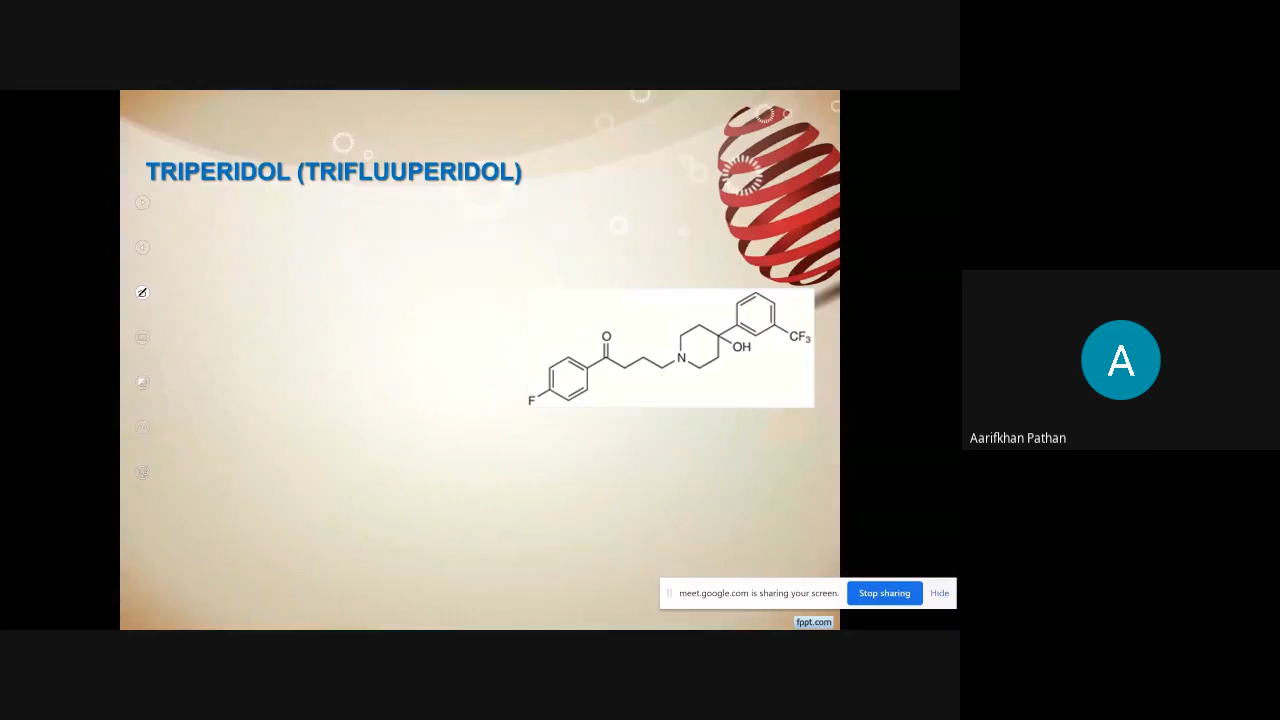 TRIPERIDOL (TRIFLUUPERIDOL)
O
N
OH
CF3
F
A
Aarifkhan Pathan
meet.google.com is sharing your screen.
Stop sharing
Hide
fppt.com